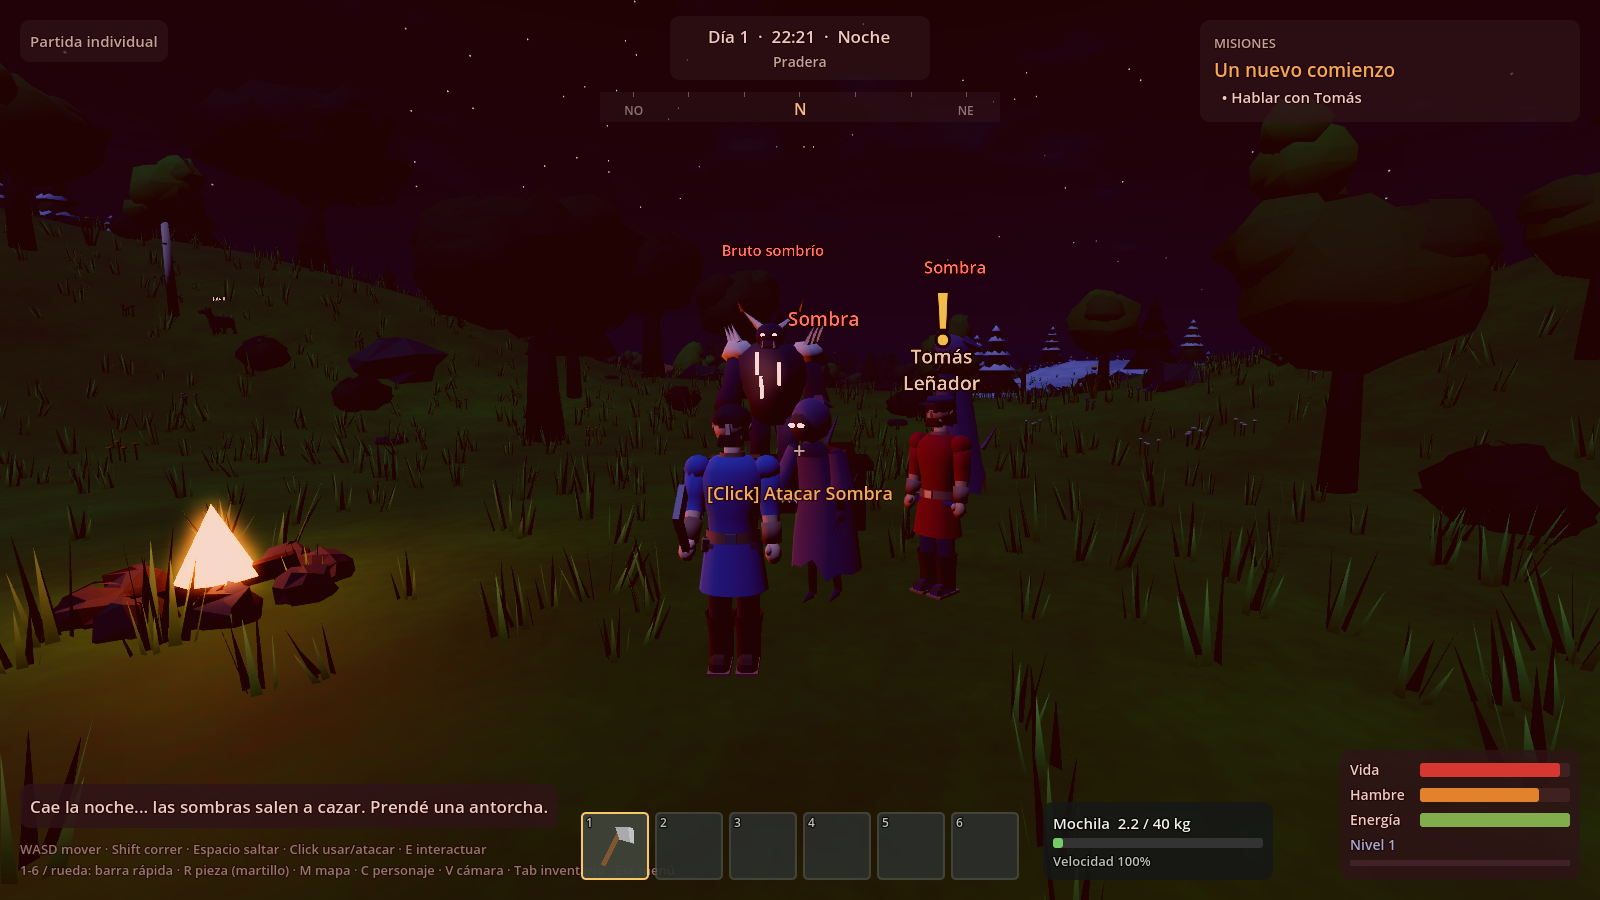 Partida individual
Día 1 · 22:21 · Noche
Pradera
NO N NE
MISIONES
Un nuevo comienzo
• Hablar con Tomás
Bruto sombrío
Sombra
Sombra
!
Tomás
Leñador
[Click] Atacar Sombra
Cae la noche... las sombras salen a cazar. Prendé una antorcha.
WASD mover · Shift correr · Espacio saltar · Click usar/atacar · E interactuar
1-6 / rueda: barra rápida · R pieza (martillo) · M mapa · C personaje · V cámara · Tab invent
1 2 3 4 5 6
Mochila 2.2 / 40 kg
Velocidad 100%
Vida
Hambre
Energía
Nivel 1